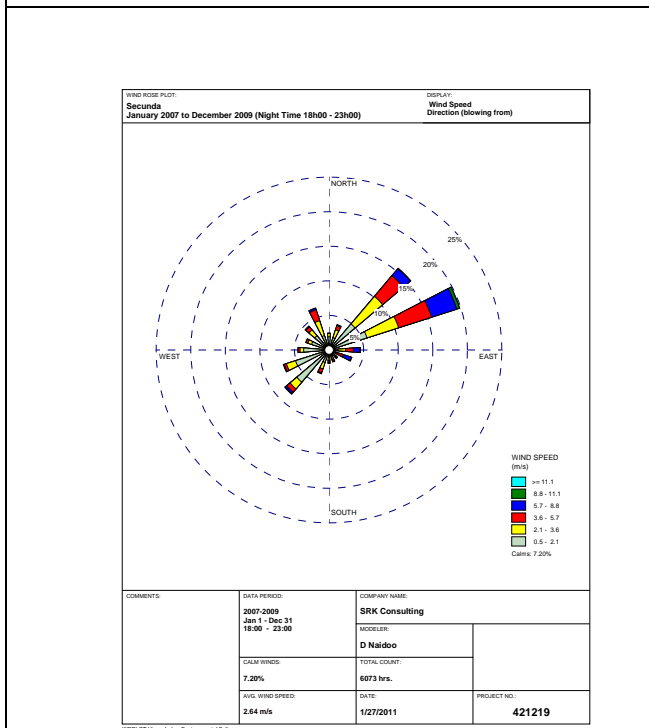 WIND ROSE PLOT:
Secunda
January 2007 to December 2009 (Night Time 18h00 - 23h00)
DISPLAY:
Wind Speed
Direction (blowing from)
NORTH
25%
20%
15%
10%
5%
WEST
EAST
SOUTH
WIND SPEED
(m/s)
>= 11.1
8.8 - 11.1
5.7 - 8.8
3.6 - 5.7
2.1 - 3.6
0.5 - 2.1
Calms: 7.20%
COMMENTS:
DATA PERIOD:
2007-2009
Jan 1 - Dec 31
18:00 - 23:00
COMPANY NAME:
SRK Consulting
MODELER:
D Naidoo
CALM WINDS:
7.20%
TOTAL COUNT:
6073 hrs.
AVG. WIND SPEED:
2.64 m/s
DATE:
1/27/2011
PROJECT NO.:
421219